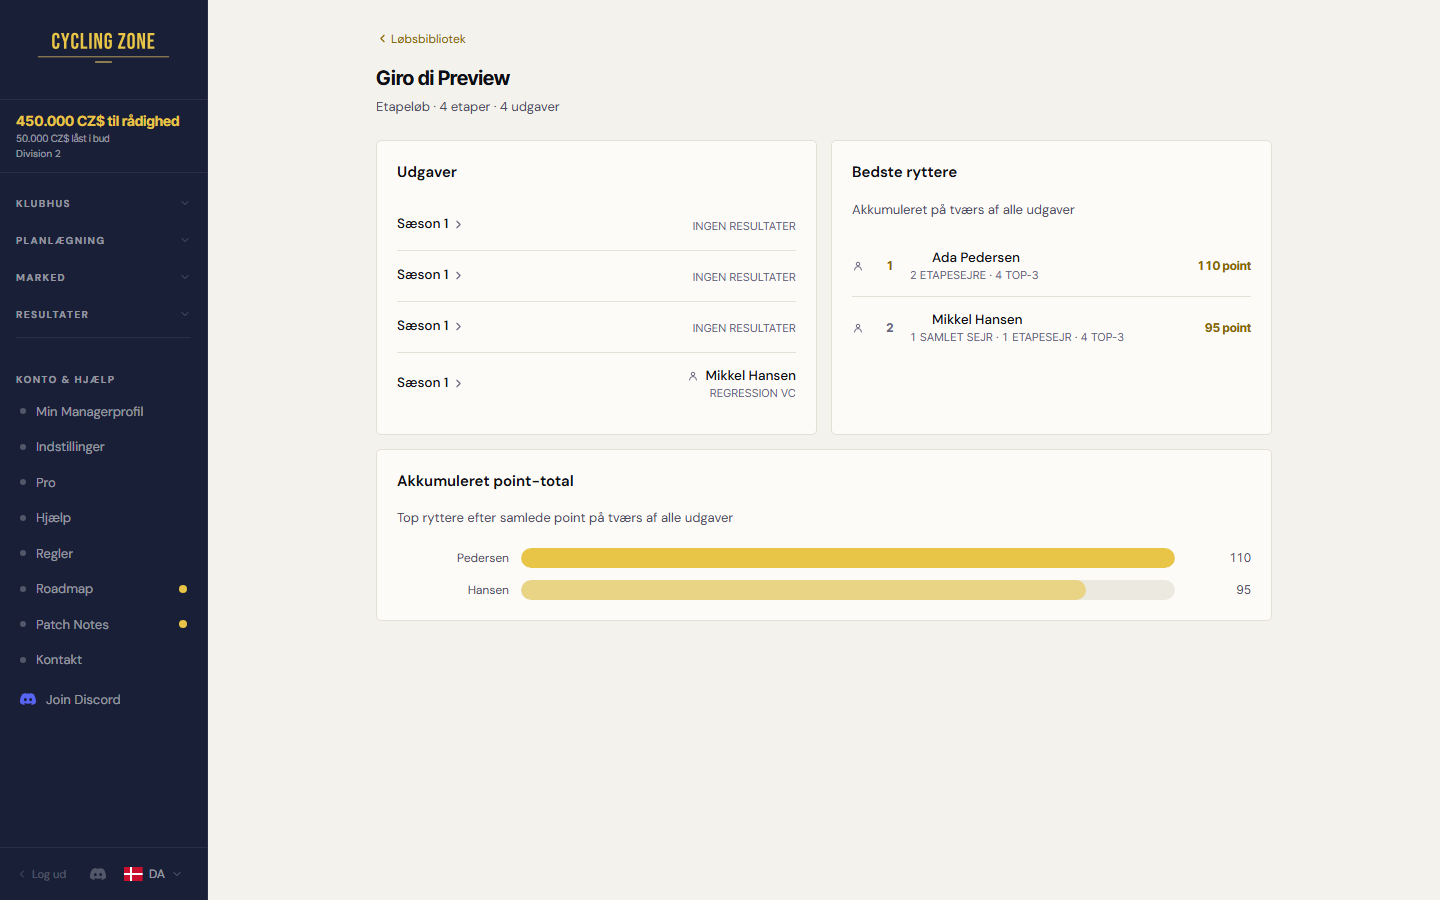 CYCLING ZONE
450.000 CZ$ til rådighed
50.000 CZ$ låst i bud
Division 2
KLUBHUS
PLANLÆGNING
MARKED
RESULTATER
KONTO & HJÆLP
Min Managerprofil
Indstillinger
Pro
Hjælp
Regler
Roadmap
Patch Notes
Kontakt
Join Discord
Log ud
DA
Løbsbibliotek
Giro di Preview
Etapeløb · 4 etaper · 4 udgaver
Udgaver
Sæson 1
INGEN RESULTATER
Sæson 1
INGEN RESULTATER
Sæson 1
INGEN RESULTATER
Sæson 1
Mikkel Hansen
REGRESSION VC
Bedste ryttere
Akkumuleret på tværs af alle udgaver
1 Ada Pedersen 110 point
2 ETAPESEJRE · 4 TOP-3
2 Mikkel Hansen 95 point
1 SAMLET SEJR · 1 ETAPESEJR · 4 TOP-3
Akkumuleret point-total
Top ryttere efter samlede point på tværs af alle udgaver
Pedersen 110
Hansen 95